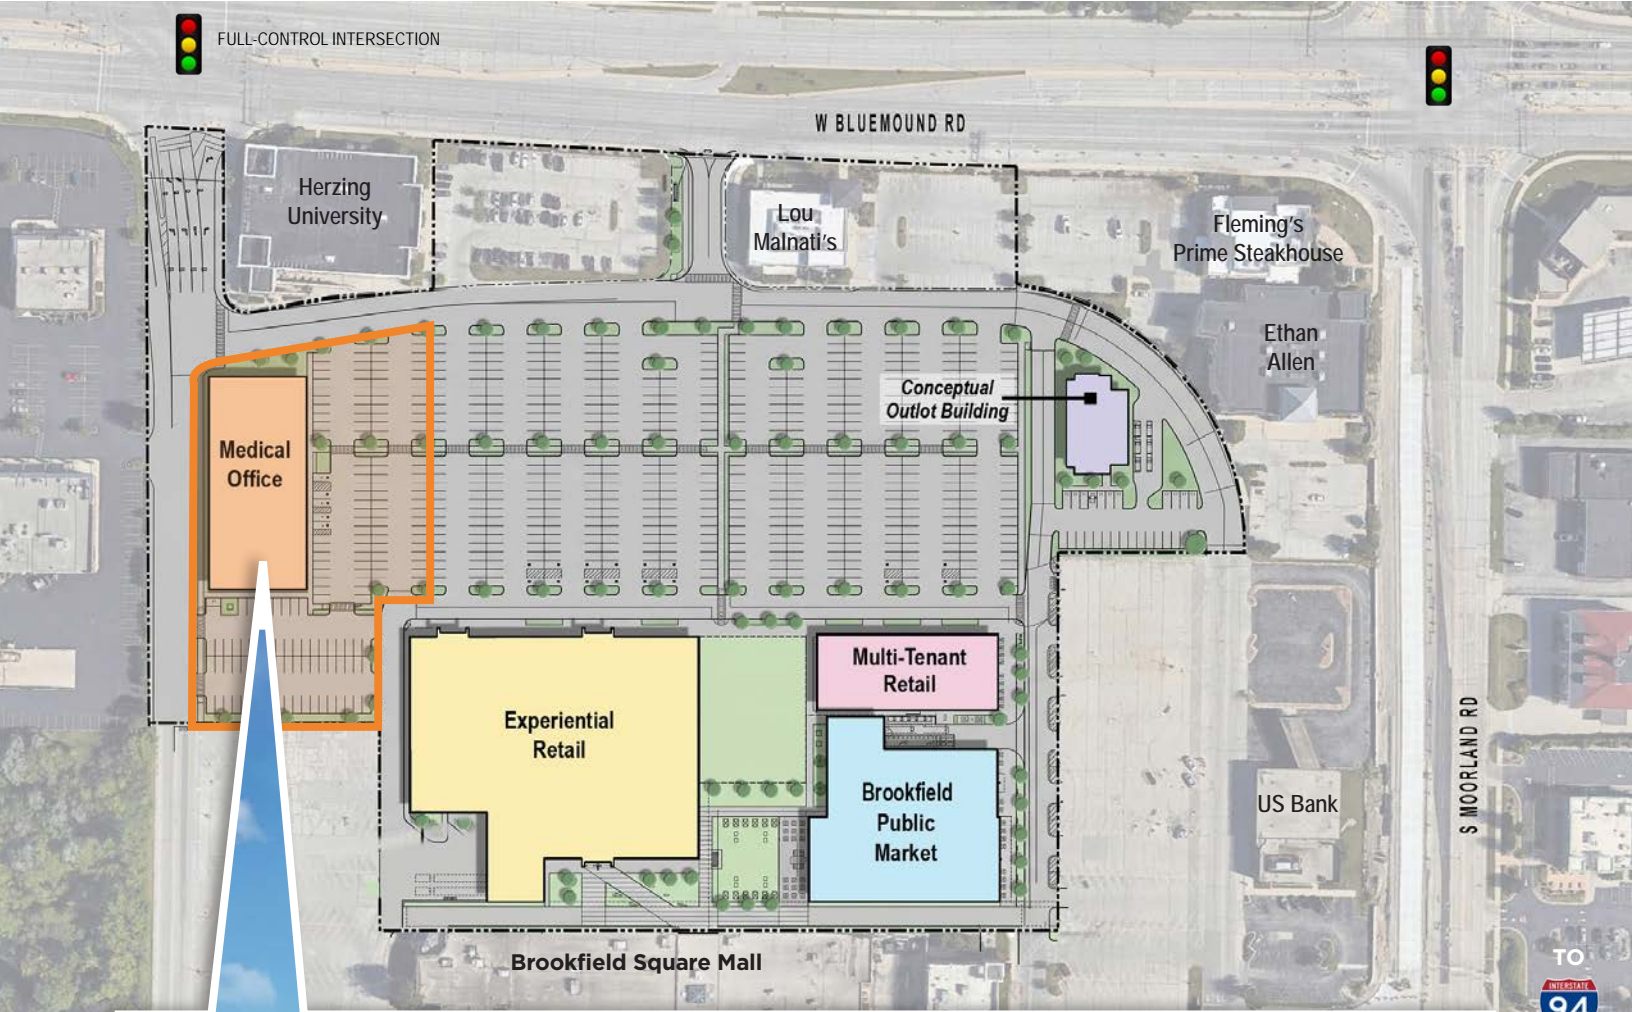 FULL-CONTROL INTERSECTION
W BLUEMOUND RD
Herzing
University
Lou
Malnati's
Fleming's
Prime Steakhouse
Ethan
Allen
Conceptual
Outlot Building
Medical
Office
Multi-Tenant
Retail
Experiential
Retail
Brookfield
Public
Market
US Bank
S MOORLAND RD
Brookfield Square Mall
TO
INTERSTATE
94